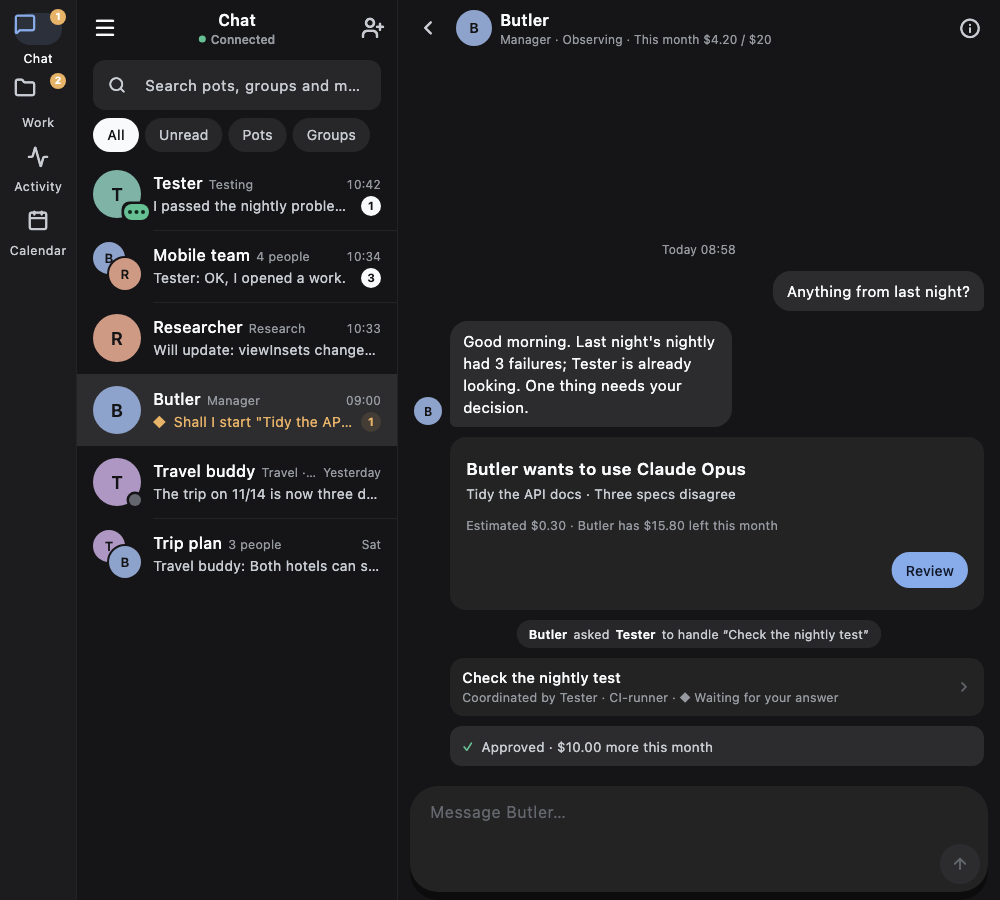 1
Chat
2
Work
Activity
Calendar
Chat
Connected
Search pots, groups and m...
All
Unread
Pots
Groups
T
Tester Testing 10:42
I passed the nightly proble... 1
B
R
Mobile team 4 people 10:34
Tester: OK, I opened a work. 3
R
Researcher Research 10:33
Will update: viewInsets change...
B
Butler Manager 09:00
Shall I start "Tidy the AP... 1
T
Travel buddy Travel ·... Yesterday
The trip on 11/14 is now three d...
T
B
Trip plan 3 people Sat
Travel buddy: Both hotels can s...
B
Butler
Manager · Observing · This month $4.20 / $20
Today 08:58
Anything from last night?
Good morning. Last night's nightly
had 3 failures; Tester is already
looking. One thing needs your
decision.
B
Butler wants to use Claude Opus
Tidy the API docs · Three specs disagree
Estimated $0.30 · Butler has $15.80 left this month
Review
Butler asked Tester to handle "Check the nightly test"
Check the nightly test
Coordinated by Tester · CI-runner · ◆ Waiting for your answer
✓ Approved · $10.00 more this month
Message Butler...